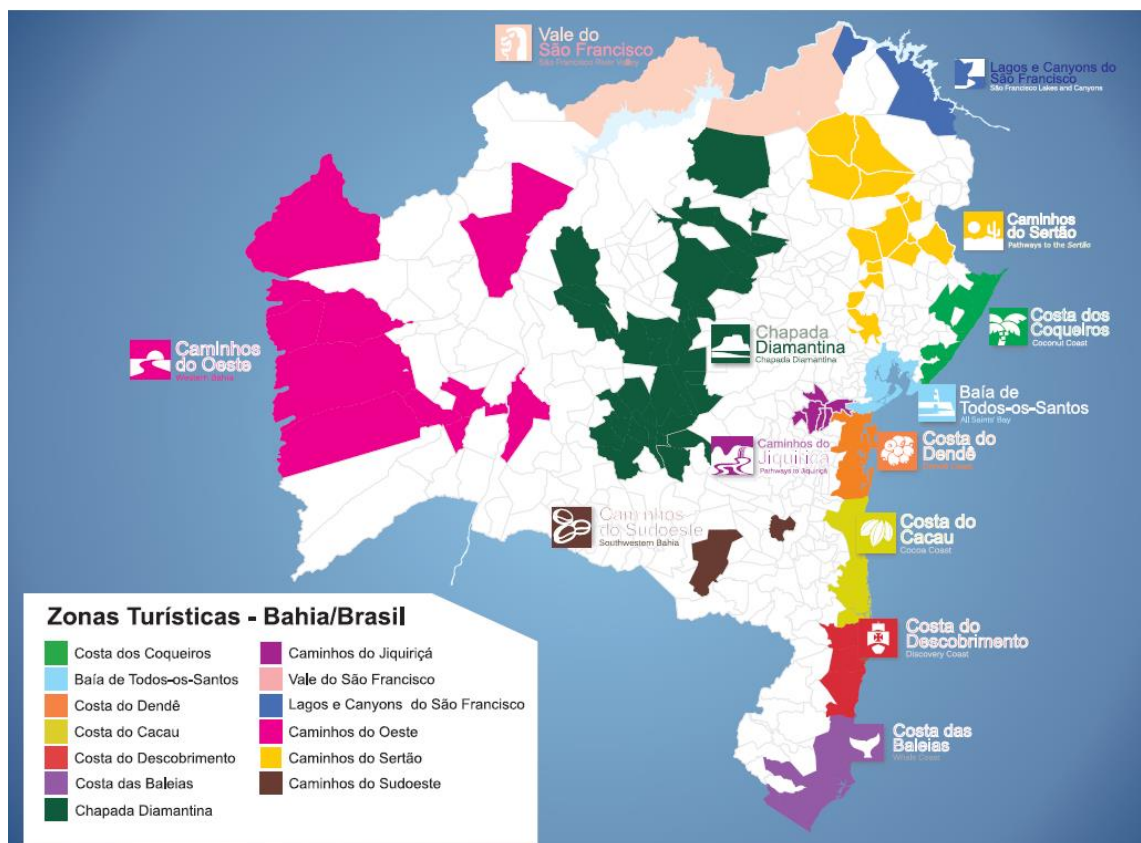 Vale do
São Francisco
São Francisco River Valley
Lagos e Canyons do
São Francisco
São Francisco Lakes and Canyons
Caminhos
do Sertão
Pathways to the Sertão
Costa dos
Coqueiros
Coconut Coast
Chapada
Diamantina
Chapada Diamantina
Caminhos
do Oeste
Western Bahia
Baía de
Todos-os-Santos
All Saints' Bay
Costa do
Dendê
Caminhos do
Jiquiriçá
Pathways to Jiquiriçá
Caminhos
do Sudoeste
Southwestern Bahia
Costa do
Cacau
Cocoa Coast
Costa do
Descobrimento
Discovery Coast
Costa das
Baleias
Whale Coast
Zonas Turísticas - Bahia/Brasil
Costa dos Coqueiros
Baía de Todos-os-Santos
Costa do Dendê
Costa do Cacau
Costa do Descobrimento
Costa das Baleias
Chapada Diamantina
Caminhos do Jiquiriçá
Vale do São Francisco
Lagos e Canyons do São Francisco
Caminhos do Oeste
Caminhos do Sertão
Caminhos do Sudoeste